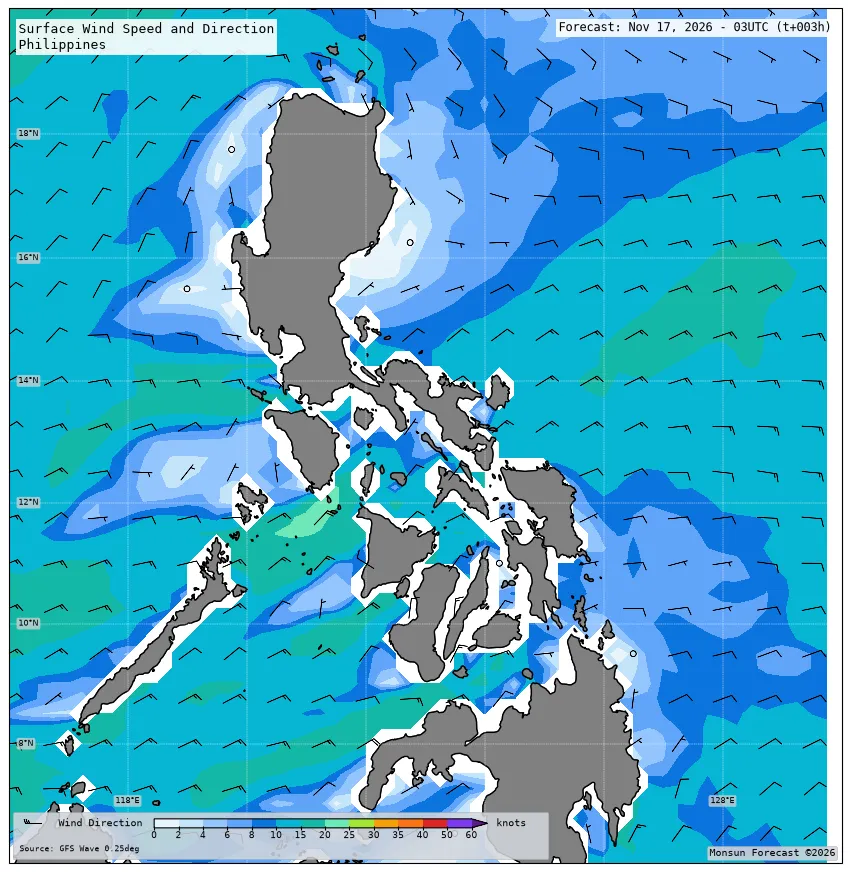 Surface Wind Speed and Direction
Philippines
Forecast: Nov 17, 2026 - 03UTC (t+003h)
18°N
16°N
14°N
12°N
10°N
8°N
118°E
128°E
Wind Direction
0 2 4 6 8 10 15 20 25 30 35 40 50 60
knots
Source: GFS Wave 0.25deg
Monsun Forecast ©2026